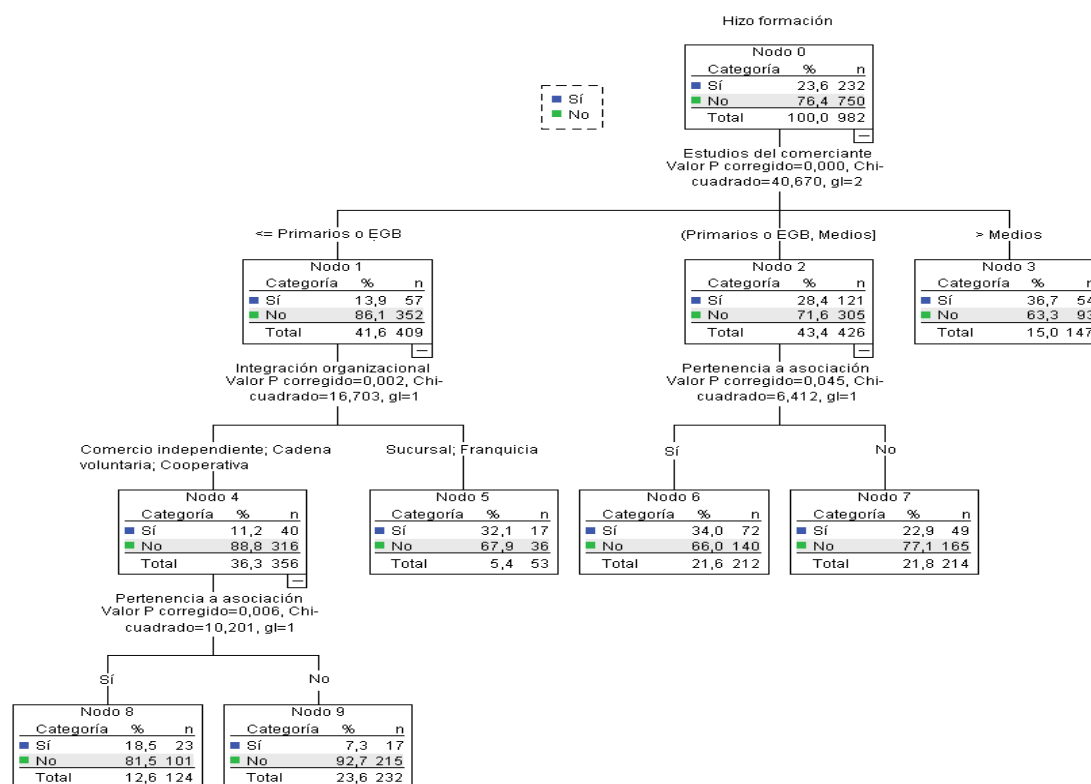 Hizo formación
Nodo 0
Categoría % n
Sí 23,6 232
No 76,4 750
Total 100,0 982
Sí
No
Estudios del comerciante
Valor P corregido=0,000, Chi-
cuadrado=40,670, gl=2
<= Primarios o EGB
(Primarios o EGB, Medios]
> Medios
Nodo 1
Categoría % n
Sí 13,9 57
No 86,1 352
Total 41,6 409
Nodo 2
Categoría % n
Sí 28,4 121
No 71,6 305
Total 43,4 426
Nodo 3
Categoría % n
Sí 36,7 54
No 63,3 93
Total 15,0 147
Integración organizacional
Valor P corregido=0,002, Chi-
cuadrado=16,703, gl=1
Pertenencia a asociación
Valor P corregido=0,045, Chi-
cuadrado=6,412, gl=1
Comercio independiente; Cadena
voluntaria; Cooperativa
Sucursal; Franquicia
Sí
No
Nodo 4
Categoría % n
Sí 11,2 40
No 88,8 316
Total 36,3 356
Nodo 5
Categoría % n
Sí 32,1 17
No 67,9 36
Total 5,4 53
Nodo 6
Categoría % n
Sí 34,0 72
No 66,0 140
Total 21,6 212
Nodo 7
Categoría % n
Sí 22,9 49
No 77,1 165
Total 21,8 214
Pertenencia a asociación
Valor P corregido=0,006, Chi-
cuadrado=10,201, gl=1
Sí
No
Nodo 8
Categoría % n
Sí 18,5 23
No 81,5 101
Total 12,6 124
Nodo 9
Categoría % n
Sí 7,3 17
No 92,7 215
Total 23,6 232